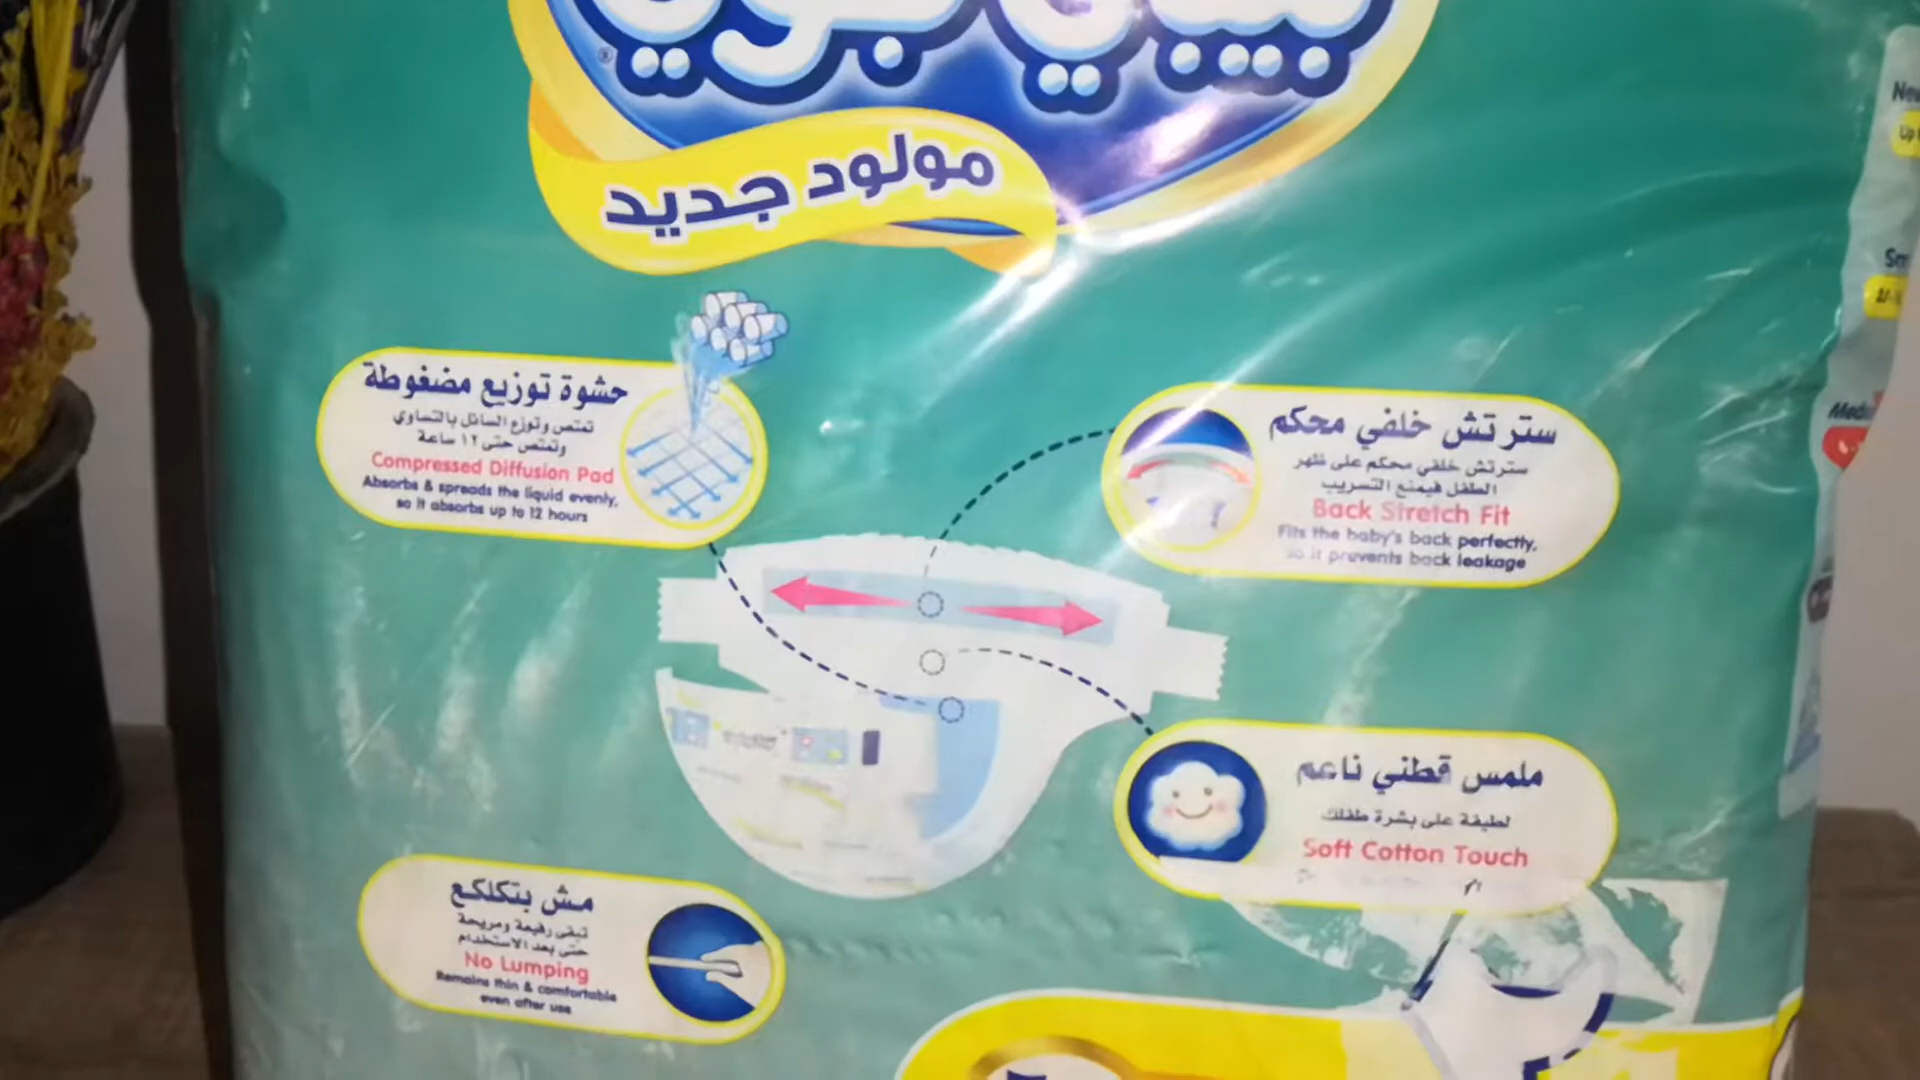 بيبي جوي
®
مولود جديد
حشوة توزيع مضغوطة
تمتص وتوزع السائل بالتساوي
وتمتص حتى ١٢ ساعة
Compressed Diffusion Pad
Absorbs & spreads the liquid evenly,
so it absorbs up to 12 hours
سترتش خلفي محكم
سترتش خلفي محكم على ظهر
الطفل فيمنع التسريب
Back Stretch Fit
Fits the baby's back perfectly,
so it prevents back leakage
ملمس قطني ناعم
لطيفة على بشرة طفلك
Soft Cotton Touch
مش بتكلكع
تبقى رفيعة ومريحة
حتى بعد الاستخدام
No Lumping
Remains thin & comfortable
even after use